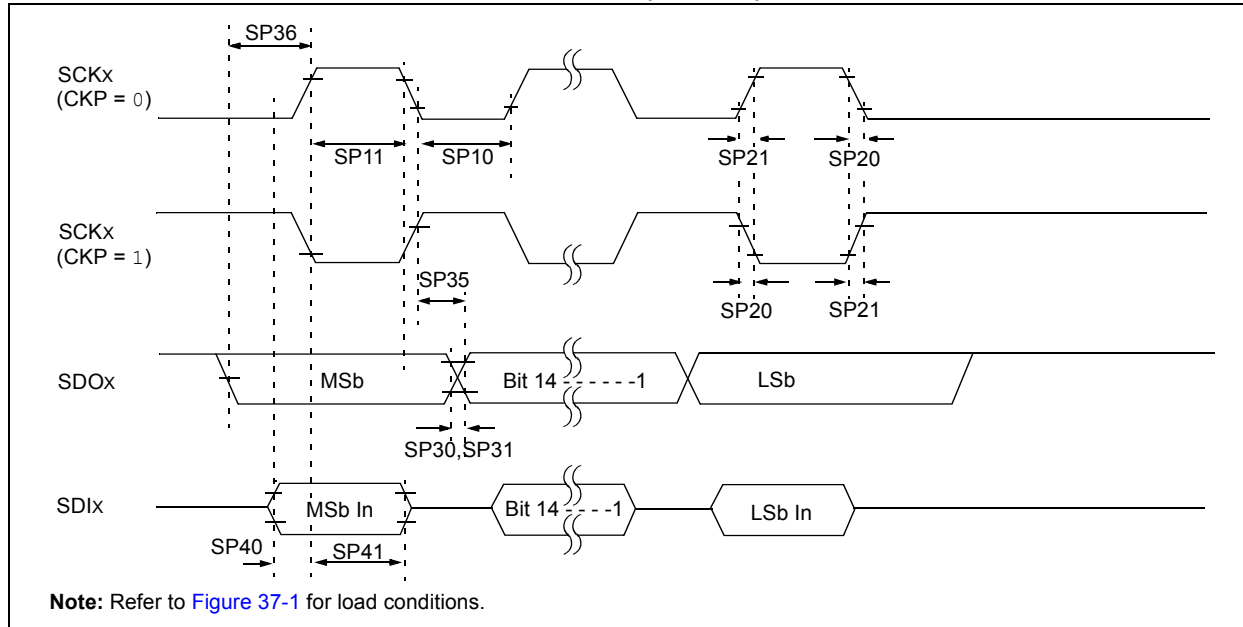 SP36
SCKx
(CKP = 0)
SP11
SP10
SP21
SP20
SCKx
(CKP = 1)
SP35
SP20
SP21
SDOx
MSb
Bit 14 - - - - - -1
LSb
SP30,SP31
SDIx
MSb In
Bit 14 - - - -1
LSb In
SP40
SP41
Note: Refer to Figure 37-1 for load conditions.